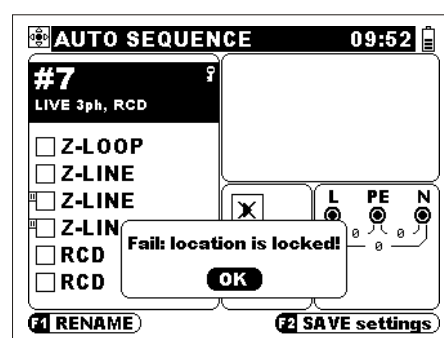 AUTO SEQUENCE 09:52
#7
LIVE 3ph, RCD
Z-LOOP
Z-LINE
Z-LINE
Z-LIN
RCD
RCD
L PE N
0 0
0
Fail: location is locked!
OK
F1 RENAME
F2 SAVE settings